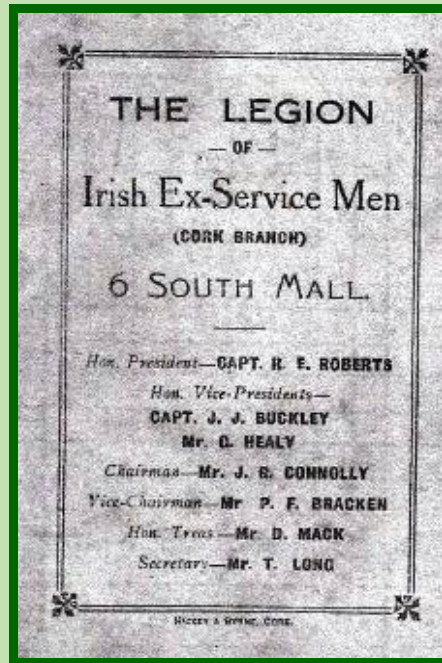 THE LEGION
— OF —
Irish Ex-Service Men
(CORK BRANCH)
6 SOUTH MALL.
Hon. President—CAPT. R. E. ROBERTS
Hon. Vice-Presidents—
CAPT. J. J. BUCKLEY
Mr. HEALY
Chairman—Mr. J. CONNOLLY
Vice-Chairman—Mr P. F. BRACKEN
Hon. Treas—Mr. D. MACK
Secretary—Mr. T. LONG
CORK.